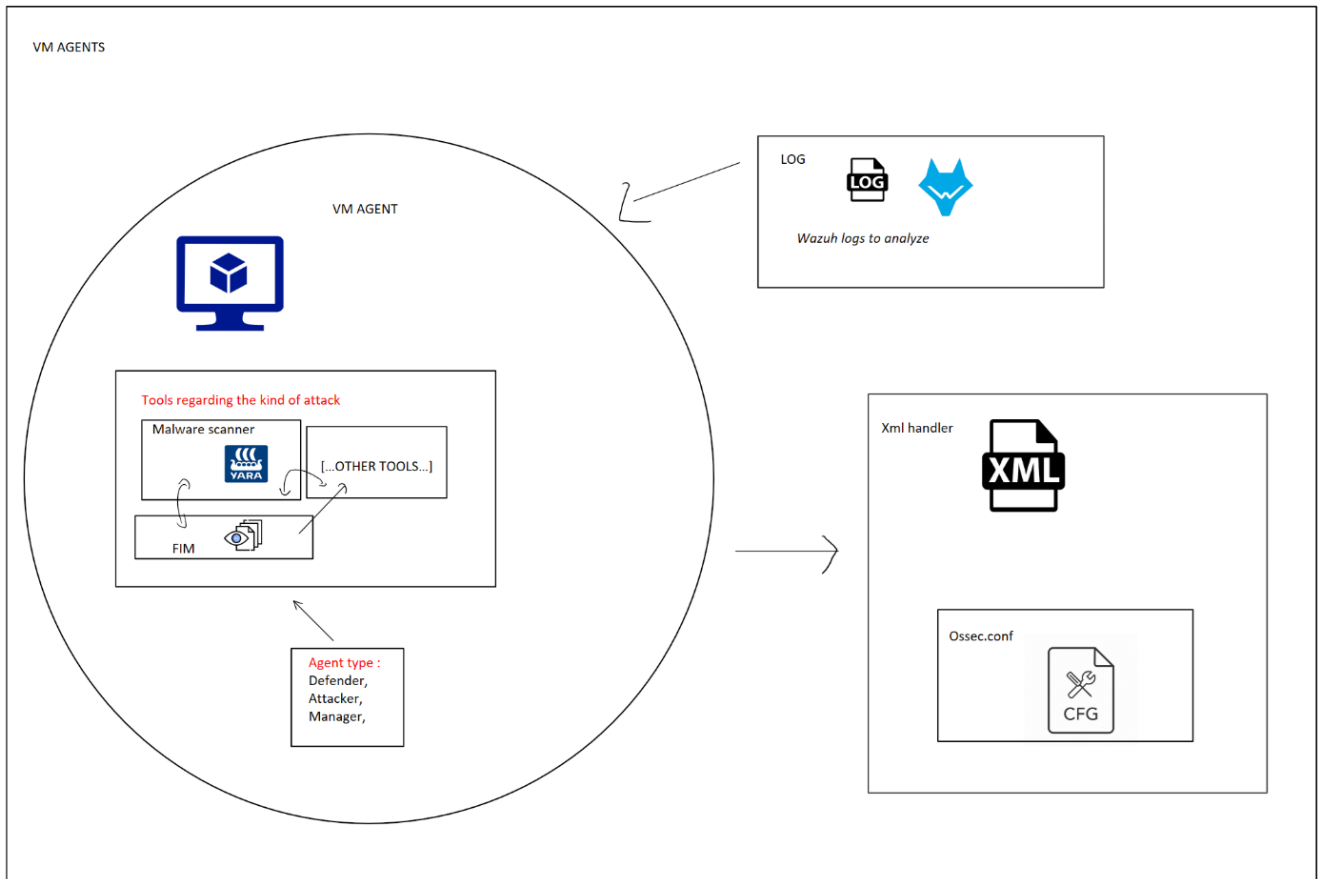 VM AGENTS
VM AGENT
LOG
LOG
Wazuh logs to analyze
Tools regarding the kind of attack
Malware scanner
YARA
[...OTHER TOOLS...]
FIM
Agent type :
Defender,
Attacker,
Manager,
Xml handler
XML
Ossec.conf
CFG